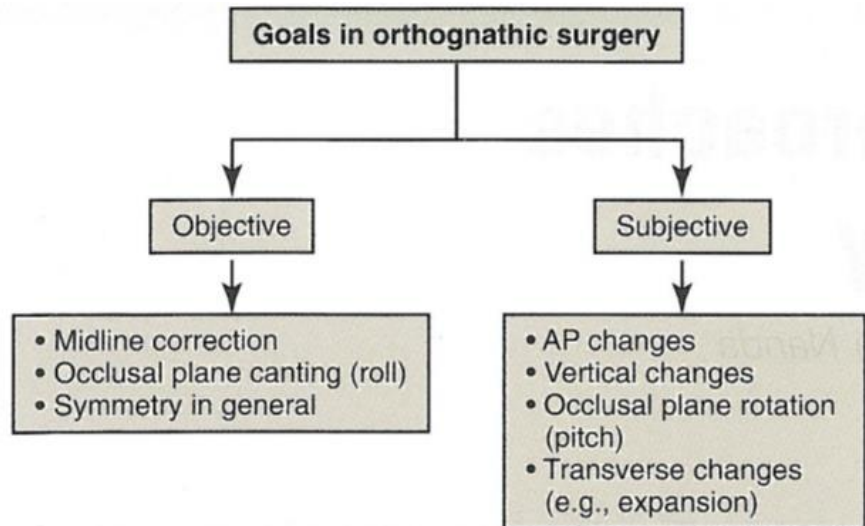 Goals in orthognathic surgery
Objective
Subjective
• Midline correction
• Occlusal plane canting (roll)
• Symmetry in general
• AP changes
• Vertical changes
• Occlusal plane rotation
(pitch)
• Transverse changes
(e.g., expansion)
Nanda